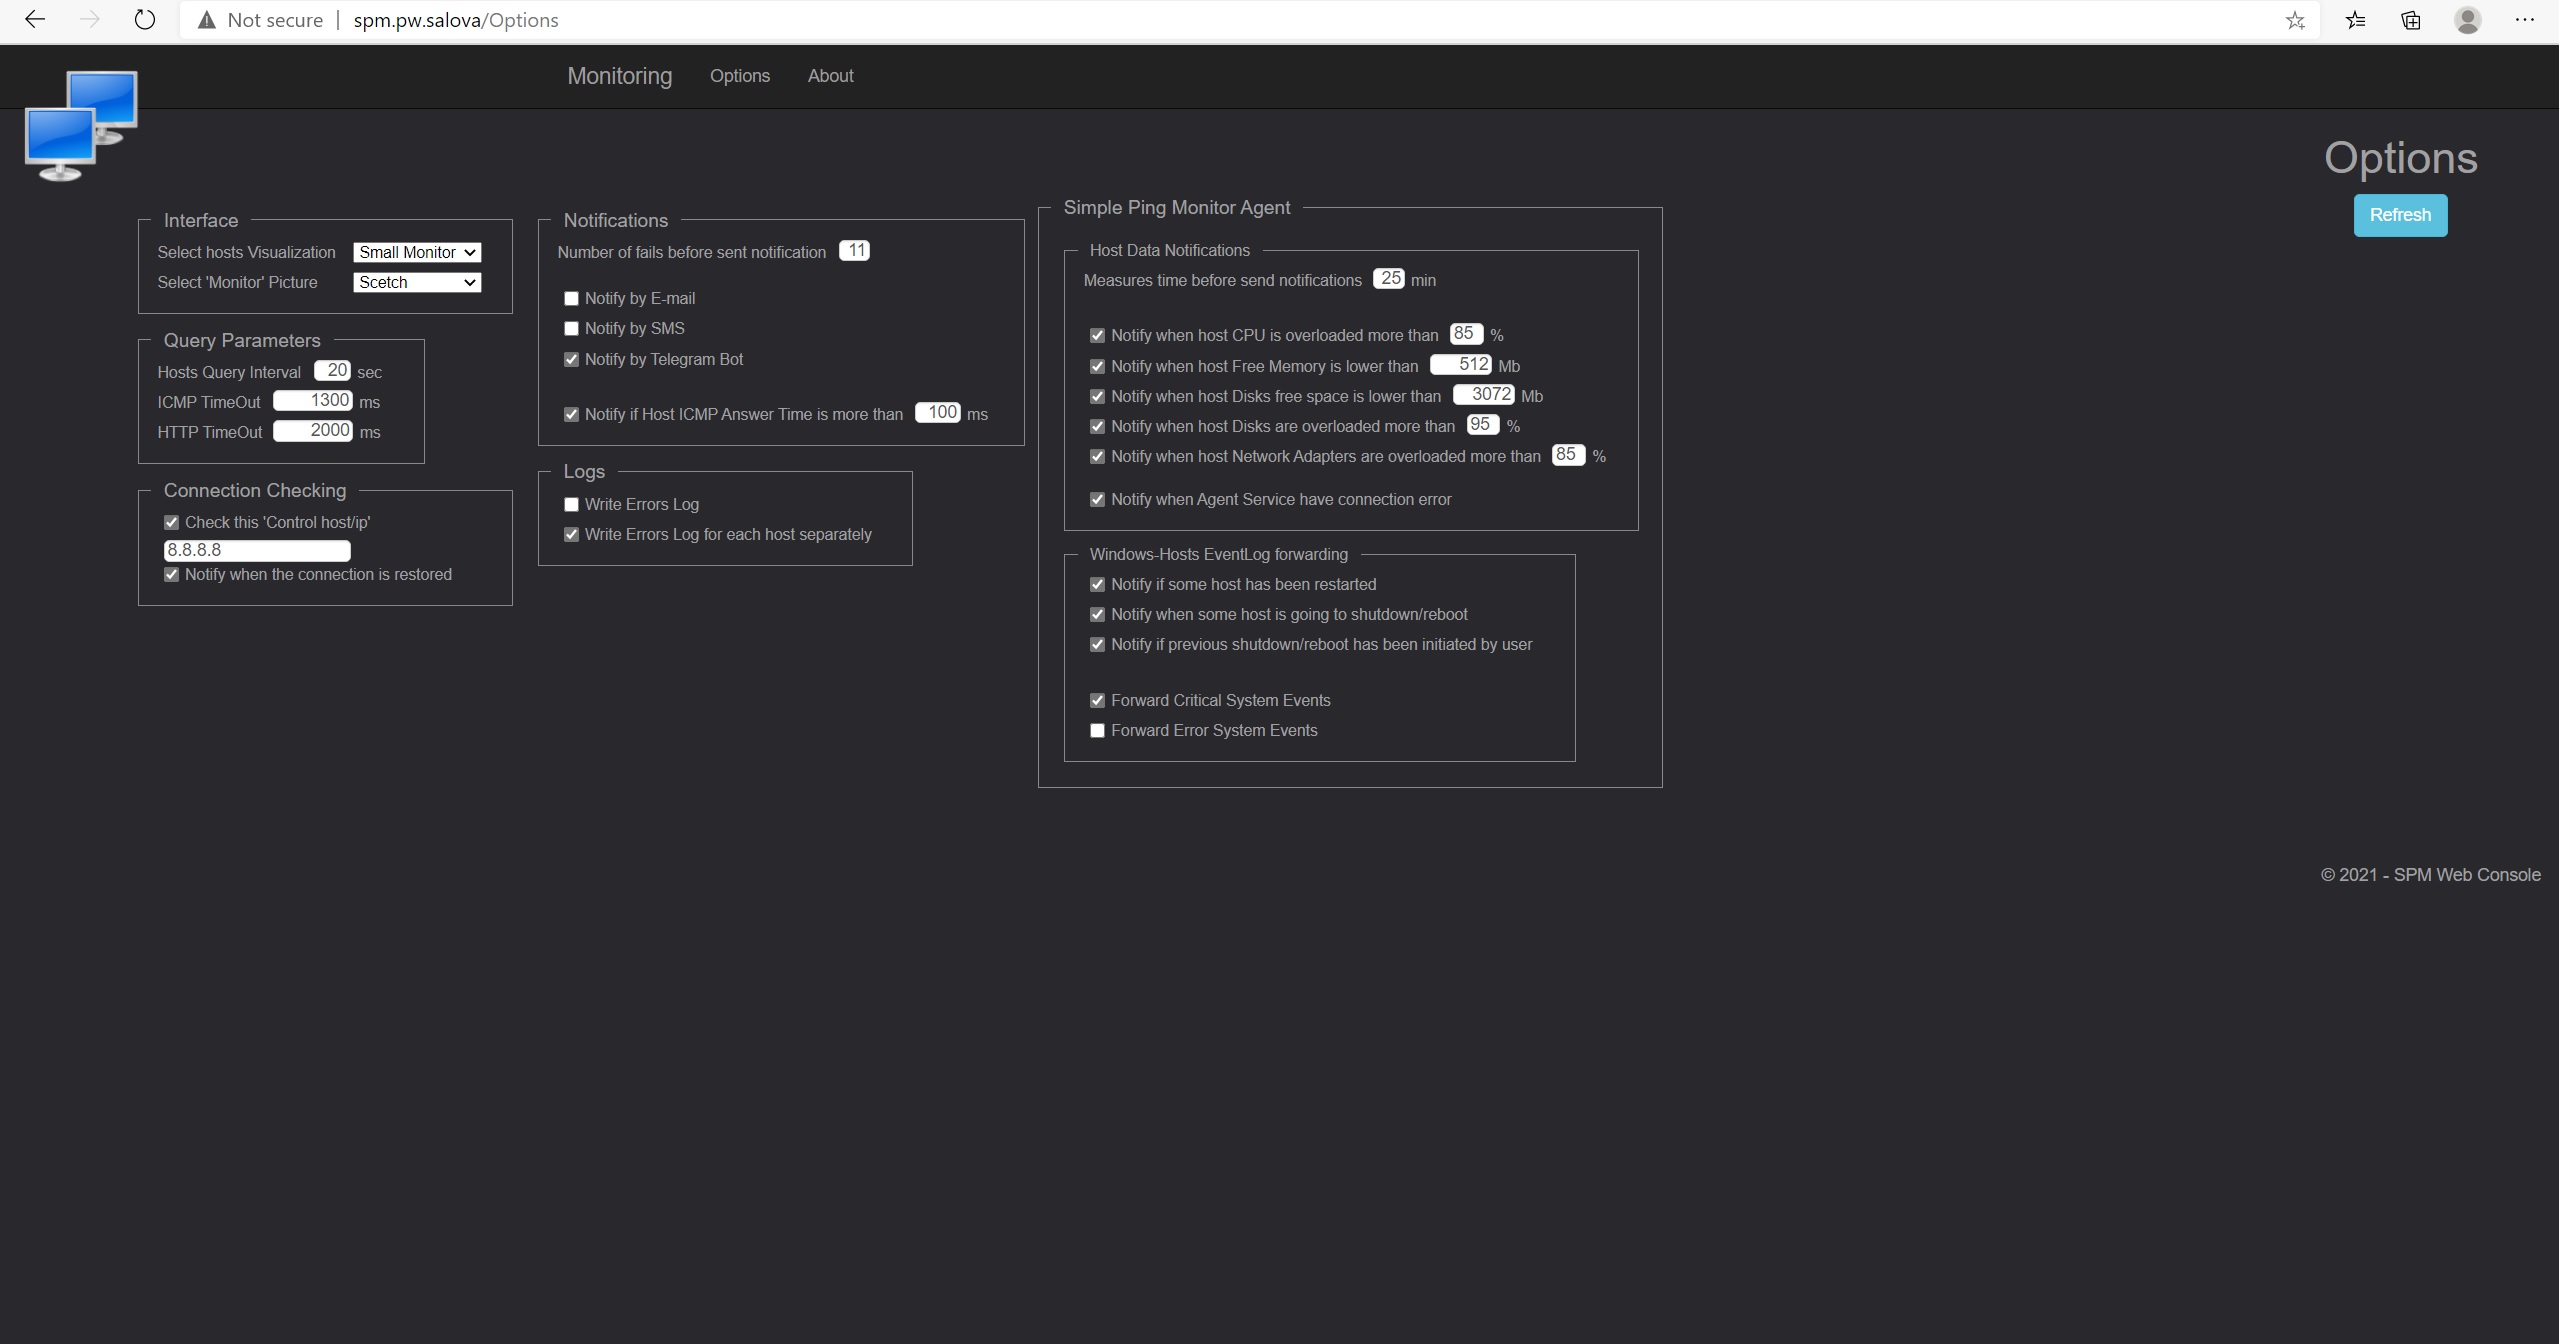 Not secure | spm.pw.salova/Options
Monitoring Options About
Options
Refresh
Interface
Select hosts Visualization Small Monitor
Select 'Monitor' Picture Scetch
Query Parameters
Hosts Query Interval 20 sec
ICMP TimeOut 1300 ms
HTTP TimeOut 2000 ms
Connection Checking
Check this 'Control host/ip'
8.8.8.8
Notify when the connection is restored
Notifications
Number of fails before sent notification 11
Notify by E-mail
Notify by SMS
Notify by Telegram Bot
Notify if Host ICMP Answer Time is more than 100 ms
Logs
Write Errors Log
Write Errors Log for each host separately
Simple Ping Monitor Agent
Host Data Notifications
Measures time before send notifications 25 min
Notify when host CPU is overloaded more than 85 %
Notify when host Free Memory is lower than 512 Mb
Notify when host Disks free space is lower than 3072 Mb
Notify when host Disks are overloaded more than 95 %
Notify when host Network Adapters are overloaded more than 85 %
Notify when Agent Service have connection error
Windows-Hosts EventLog forwarding
Notify if some host has been restarted
Notify when some host is going to shutdown/reboot
Notify if previous shutdown/reboot has been initiated by user
Forward Critical System Events
Forward Error System Events
© 2021 - SPM Web Console